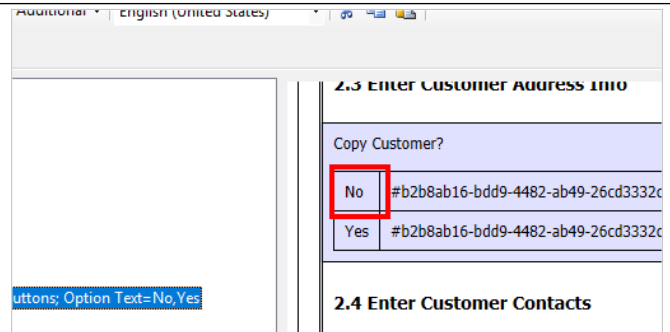 Additional English (United States)
2.3 Enter Customer Address Info
Copy Customer?
No #b2b8ab16-bdd9-4482-ab49-26cd3332c
Yes #b2b8ab16-bdd9-4482-ab49-26cd3332c
uttons; Option Text=No,Yes
2.4 Enter Customer Contacts